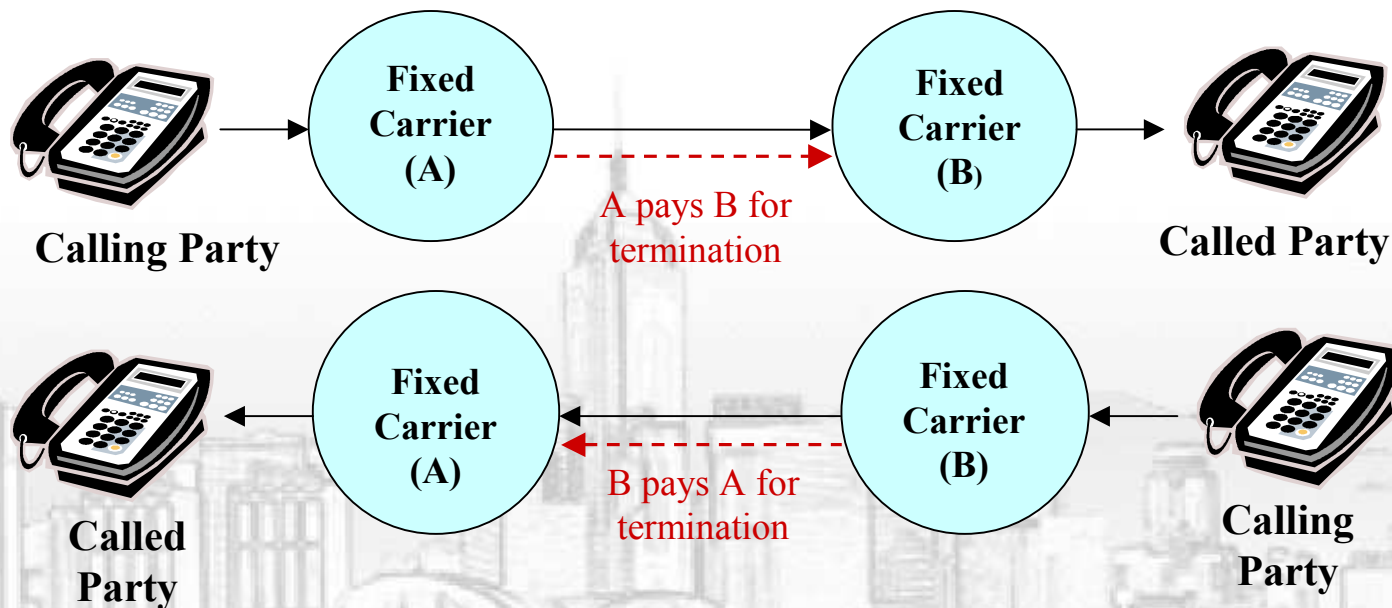 Fixed
Carrier
(A)
Fixed
Carrier
(B)
A pays B for
termination
Calling Party
Called Party
Fixed
Carrier
(A)
Fixed
Carrier
(B)
B pays A for
termination
Called
Party
Calling
Party